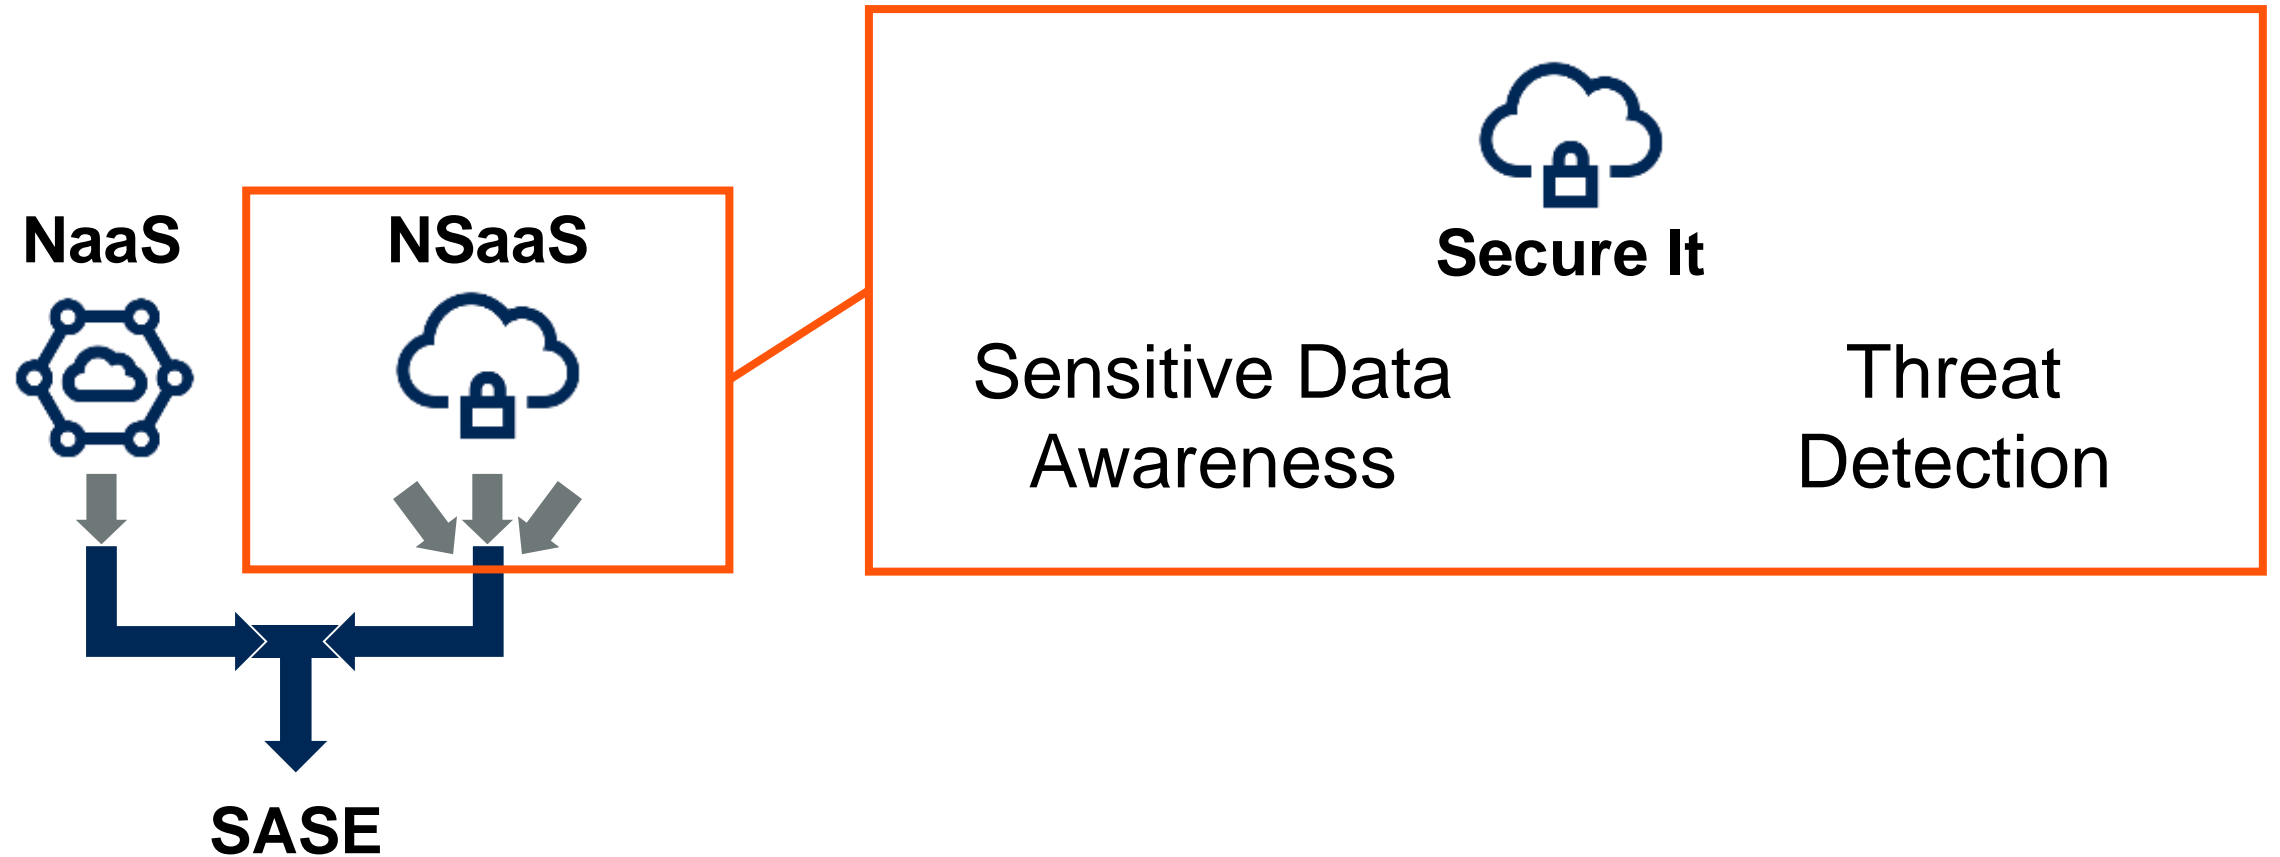 NaaS
NSaaS
SASE
Secure It
Sensitive Data
Awareness
Threat
Detection